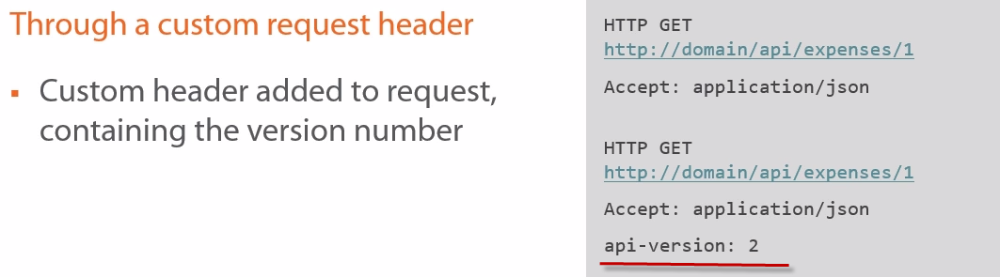 Through a custom request header
▪ Custom header added to request,
containing the version number
HTTP GET
http://domain/api/expenses/1
Accept: application/json
HTTP GET
http://domain/api/expenses/1
Accept: application/json
api-version: 2